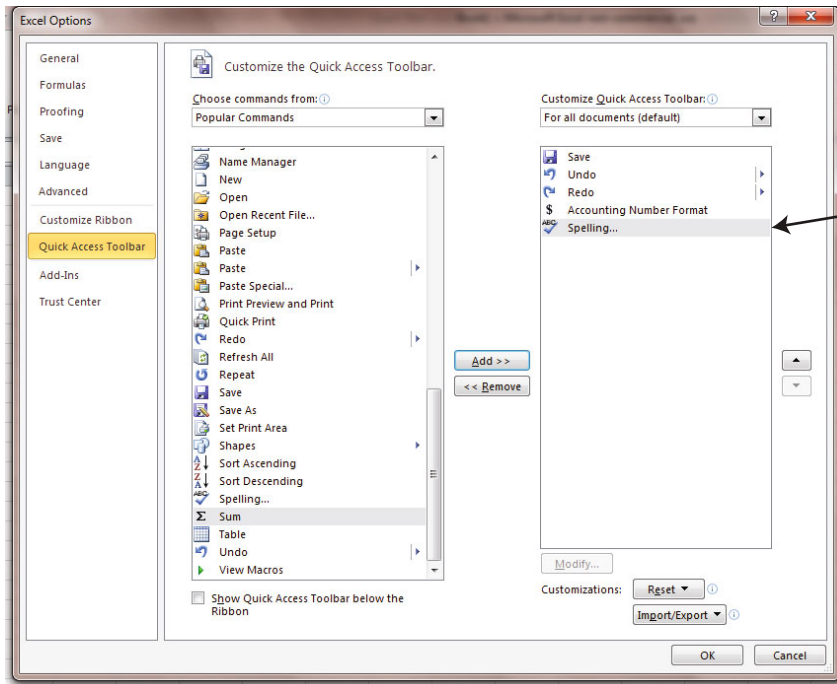 Excel Options
General
Formulas
Proofing
Save
Language
Advanced
Customize Ribbon
Quick Access Toolbar
Add-Ins
Trust Center
Customize the Quick Access Toolbar.
Choose commands from:
Popular Commands
Name Manager
New
Open
Open Recent File...
Page Setup
Paste
Paste
Paste Special...
Print Preview and Print
Quick Print
Redo
Refresh All
Repeat
Save
Save As
Set Print Area
Shapes
Sort Ascending
Sort Descending
Spelling...
Σ Sum
Table
Undo
View Macros
Show Quick Access Toolbar below the
Ribbon
Add >>
<< Remove
Customize Quick Access Toolbar:
For all documents (default)
Save
Undo
Redo
$ Accounting Number Format
ABC Spelling...
Modify...
Customizations: Reset
Import/Export
OK Cancel